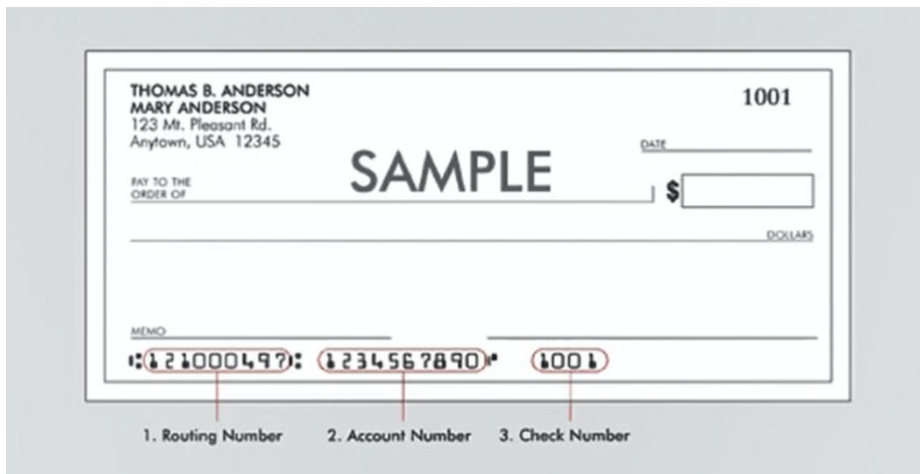 THOMAS B. ANDERSON
MARY ANDERSON
123 Mt. Pleasant Rd.
Anytown, USA 12345
1001
DATE
SAMPLE
PAY TO THE
ORDER OF
$
DOLLARS
MEMO
⑆121000497⑆ 1234567890⑈ 1001
1. Routing Number 2. Account Number 3. Check Number